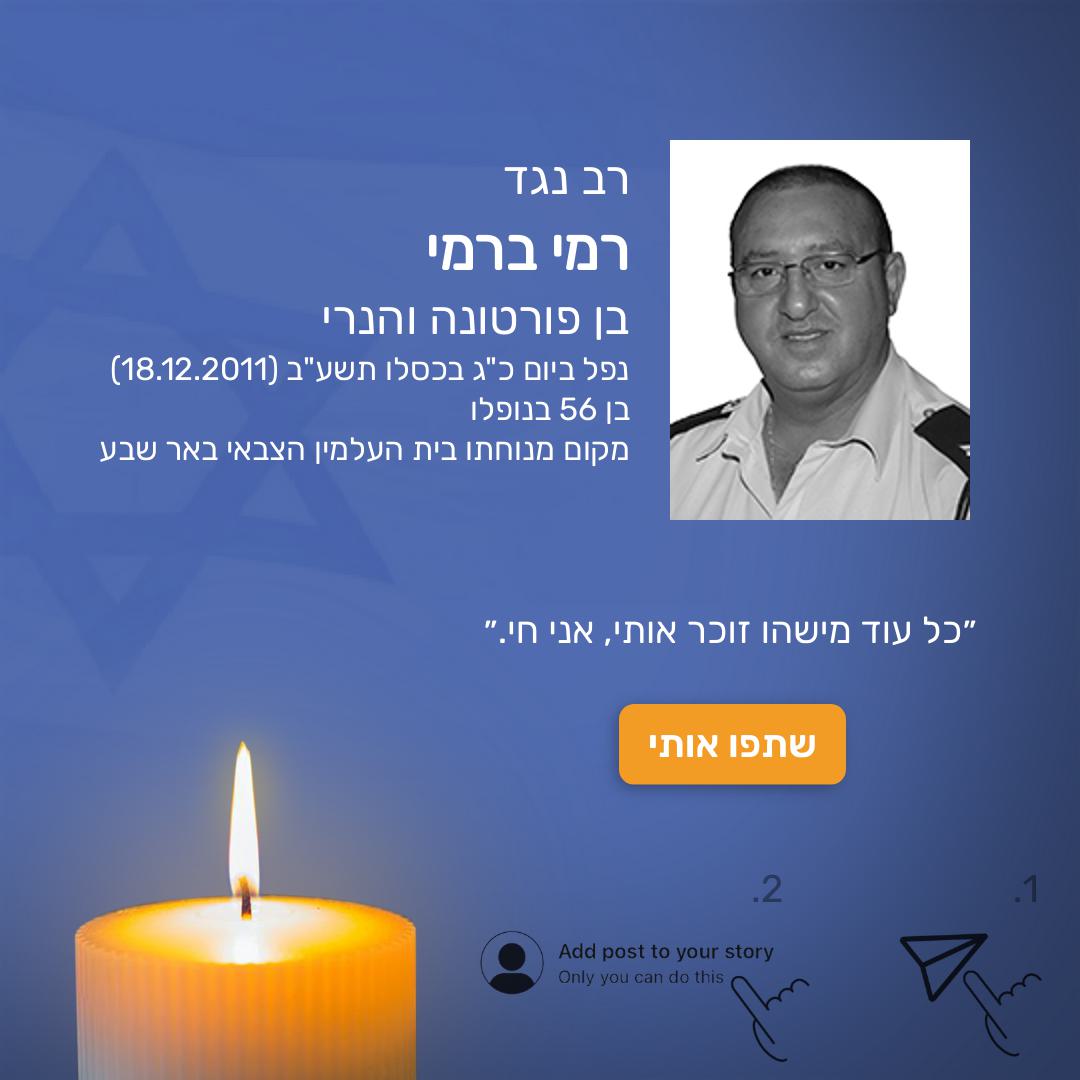 רב נגד
רמי ברמי
בן פורטונה והנרי
נפל ביום כ"ג בכסלו תשע"ב (18.12.2011)
בן 56 בנופלו
מקום מנוחתו בית העלמין הצבאי באר שבע
״כל עוד מישהו זוכר אותי, אני חי.״
שתפו אותי
.1
.2
Add post to your story
Only you can do this